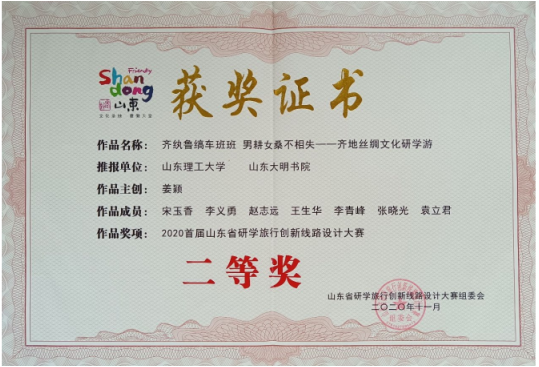 Friendly
Shan
dong
山東
获奖证书
作品名称： 齐纨鲁缟车班班 男耕女桑不相失——齐地丝绸文化研学游
推报单位： 山东理工大学 山东大明书院
作品主创： 姜颖
作品成员： 宋玉香 李义勇 赵志远 王生华 李青峰 张晓光 袁立君
作品奖项： 2020首届山东省研学旅行创新线路设计大赛
二等奖
山东省研学旅行创新线路设计大赛组委会
二〇二〇年十一月
组委会